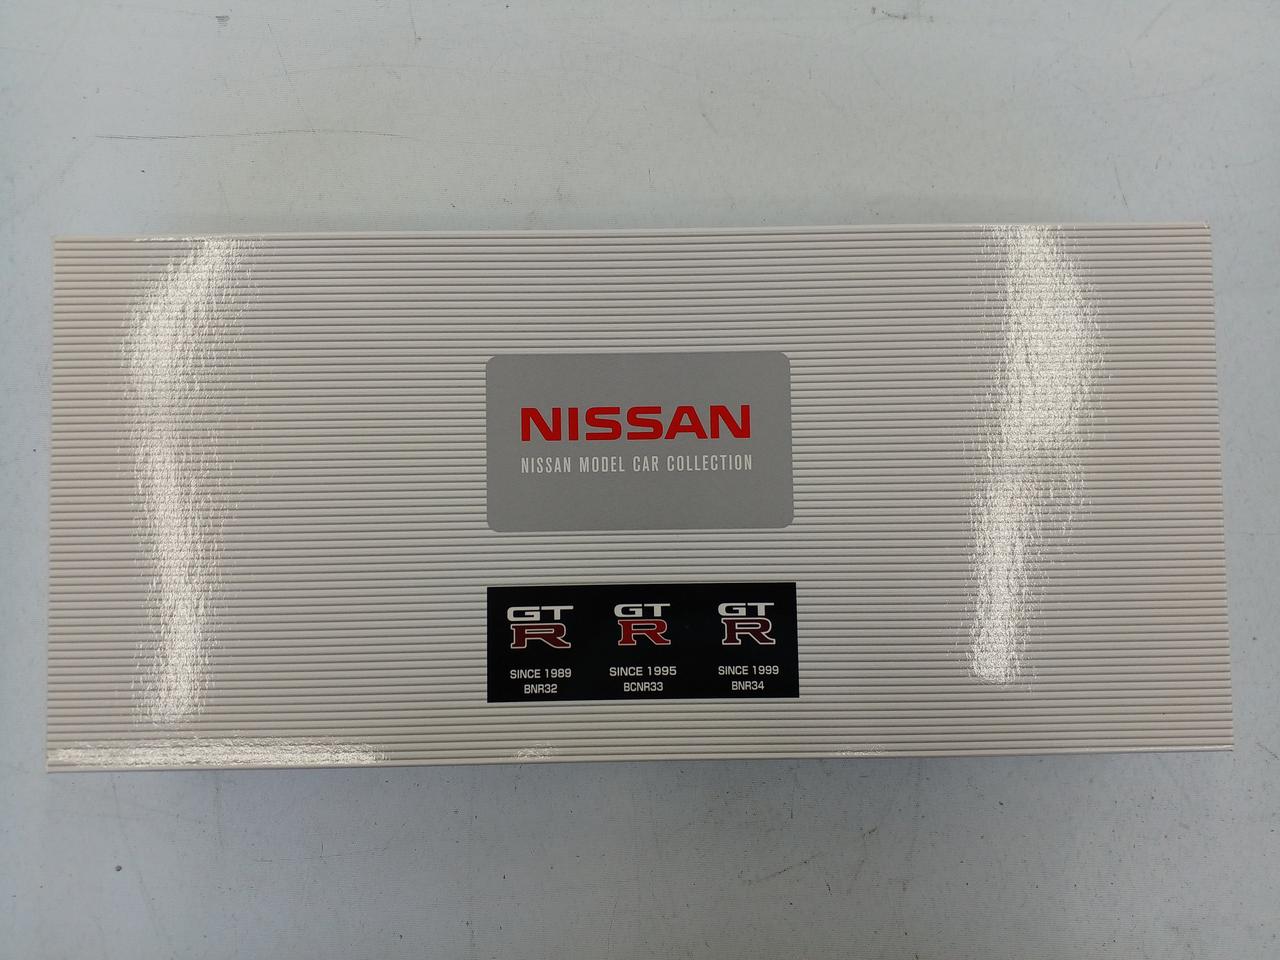 NISSAN
NISSAN MODEL CAR COLLECTION
GT R GT R GT R
SINCE 1989 SINCE 1995 SINCE 1999
BNR32 BCNR33 BNR34